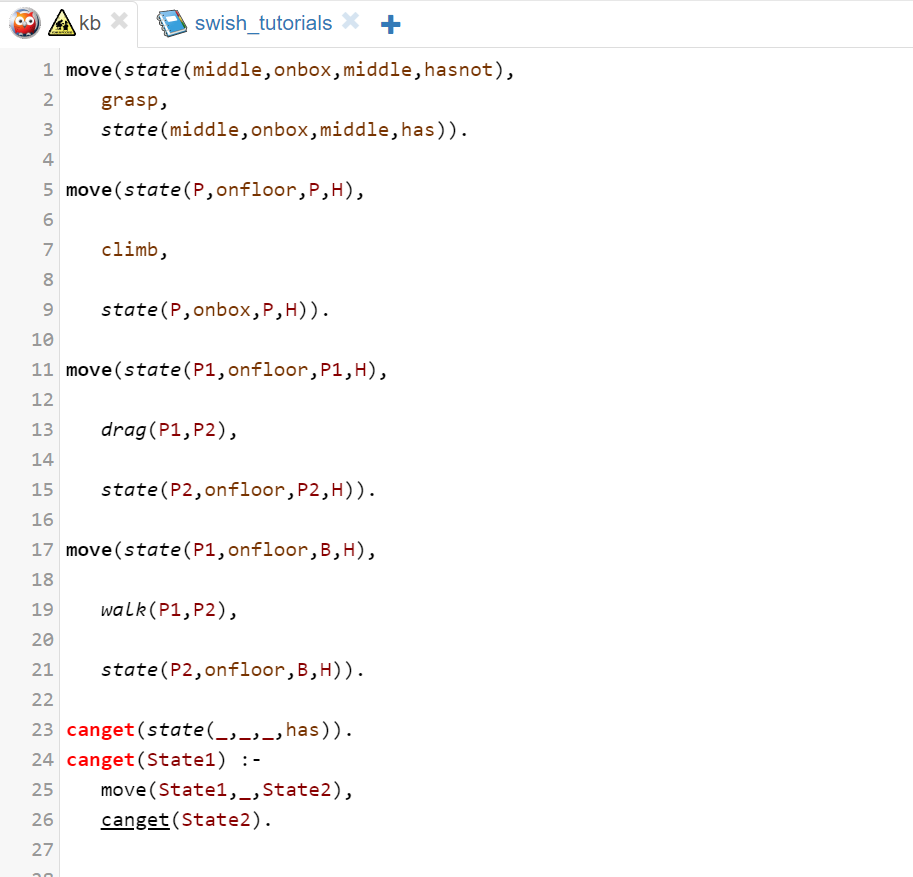 kb swish_tutorials
1 move(state(middle,onbox,middle,hasnot),
2 grasp,
3 state(middle,onbox,middle,has)).
4
5 move(state(P,onfloor,P,H),
6
7 climb,
8
9 state(P,onbox,P,H)).
10
11 move(state(P1,onfloor,P1,H),
12
13 drag(P1,P2),
14
15 state(P2,onfloor,P2,H)).
16
17 move(state(P1,onfloor,B,H),
18
19 walk(P1,P2),
20
21 state(P2,onfloor,B,H)).
22
23 canget(state(_,_,_,has)).
24 canget(State1) :-
25 move(State1,_,State2),
26 canget(State2).
27